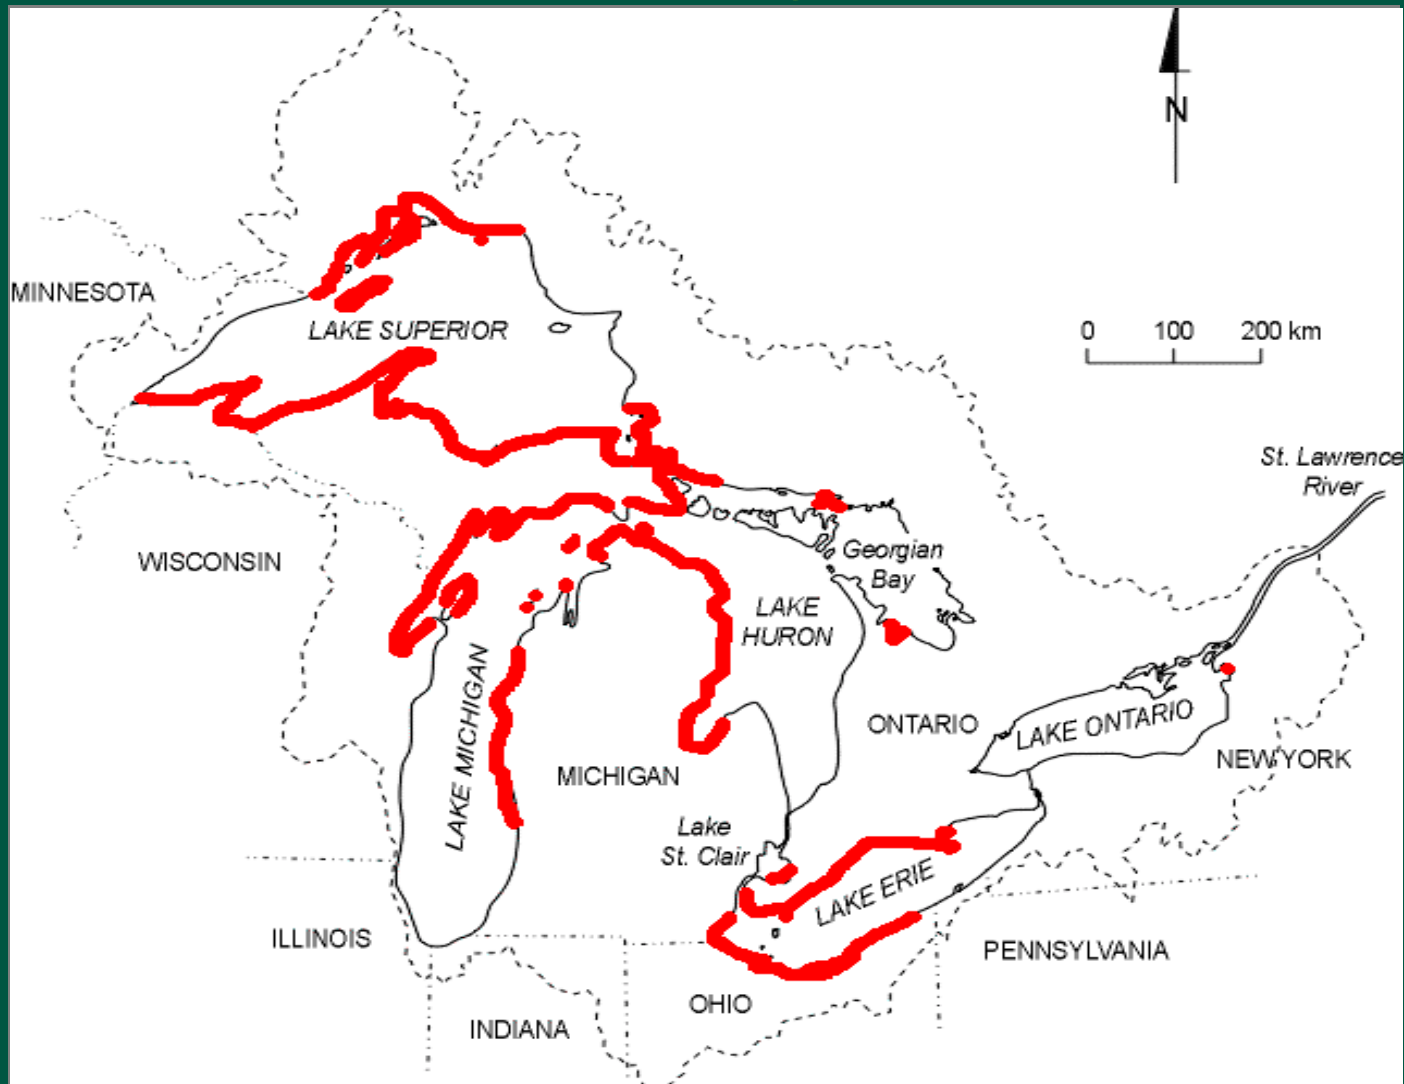 N
MINNESOTA
LAKE SUPERIOR
0 100 200 km
St. Lawrence
River
WISCONSIN
Georgian
Bay
LAKE
HURON
LAKE MICHIGAN
ONTARIO
LAKE ONTARIO
NEW YORK
MICHIGAN
Lake
St. Clair
LAKE ERIE
ILLINOIS
PENNSYLVANIA
OHIO
INDIANA